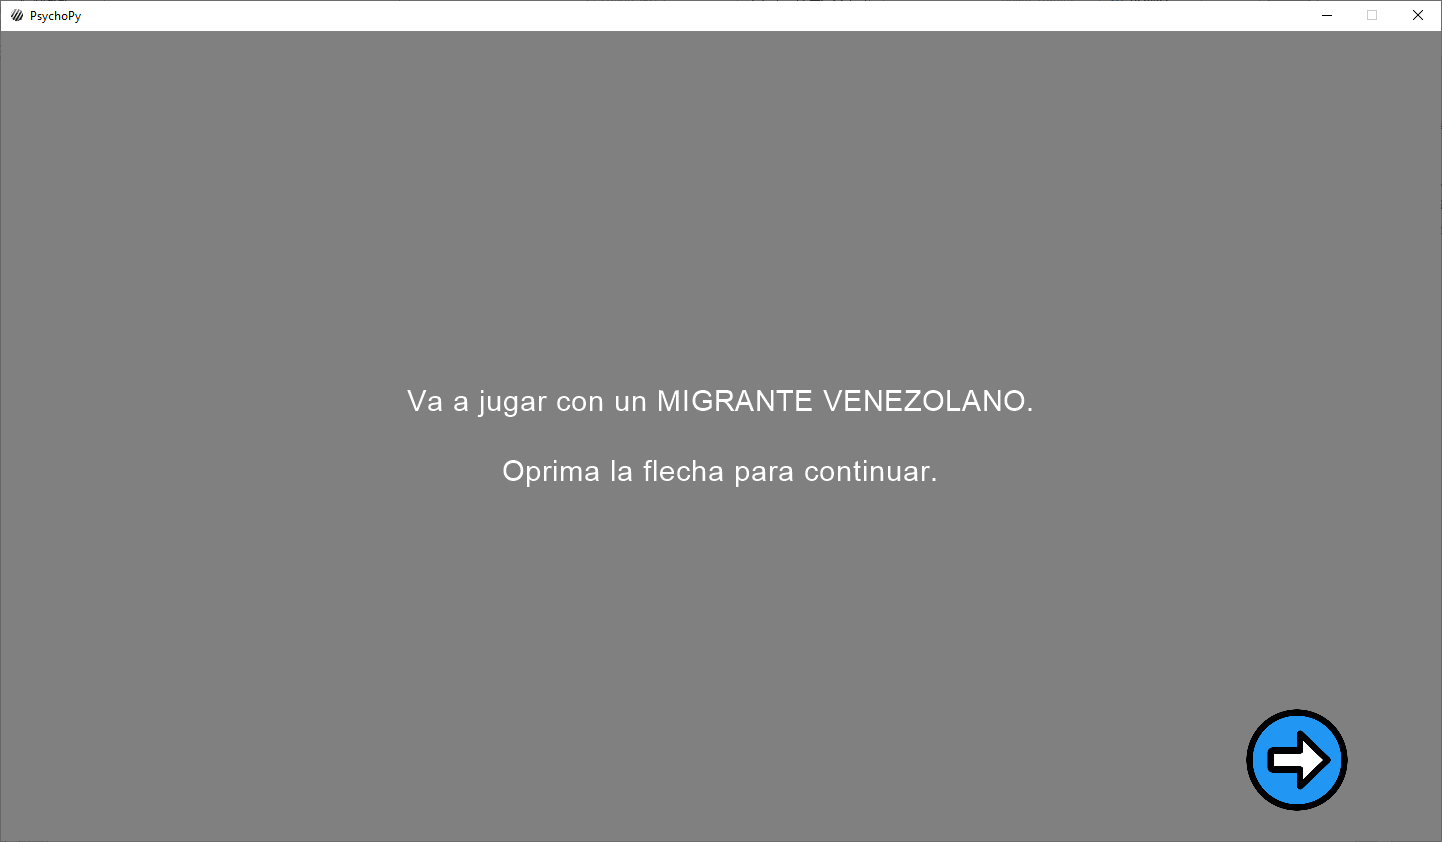 PsychoPy
Va a jugar con un MIGRANTE VENEZOLANO.
Oprima la flecha para continuar.